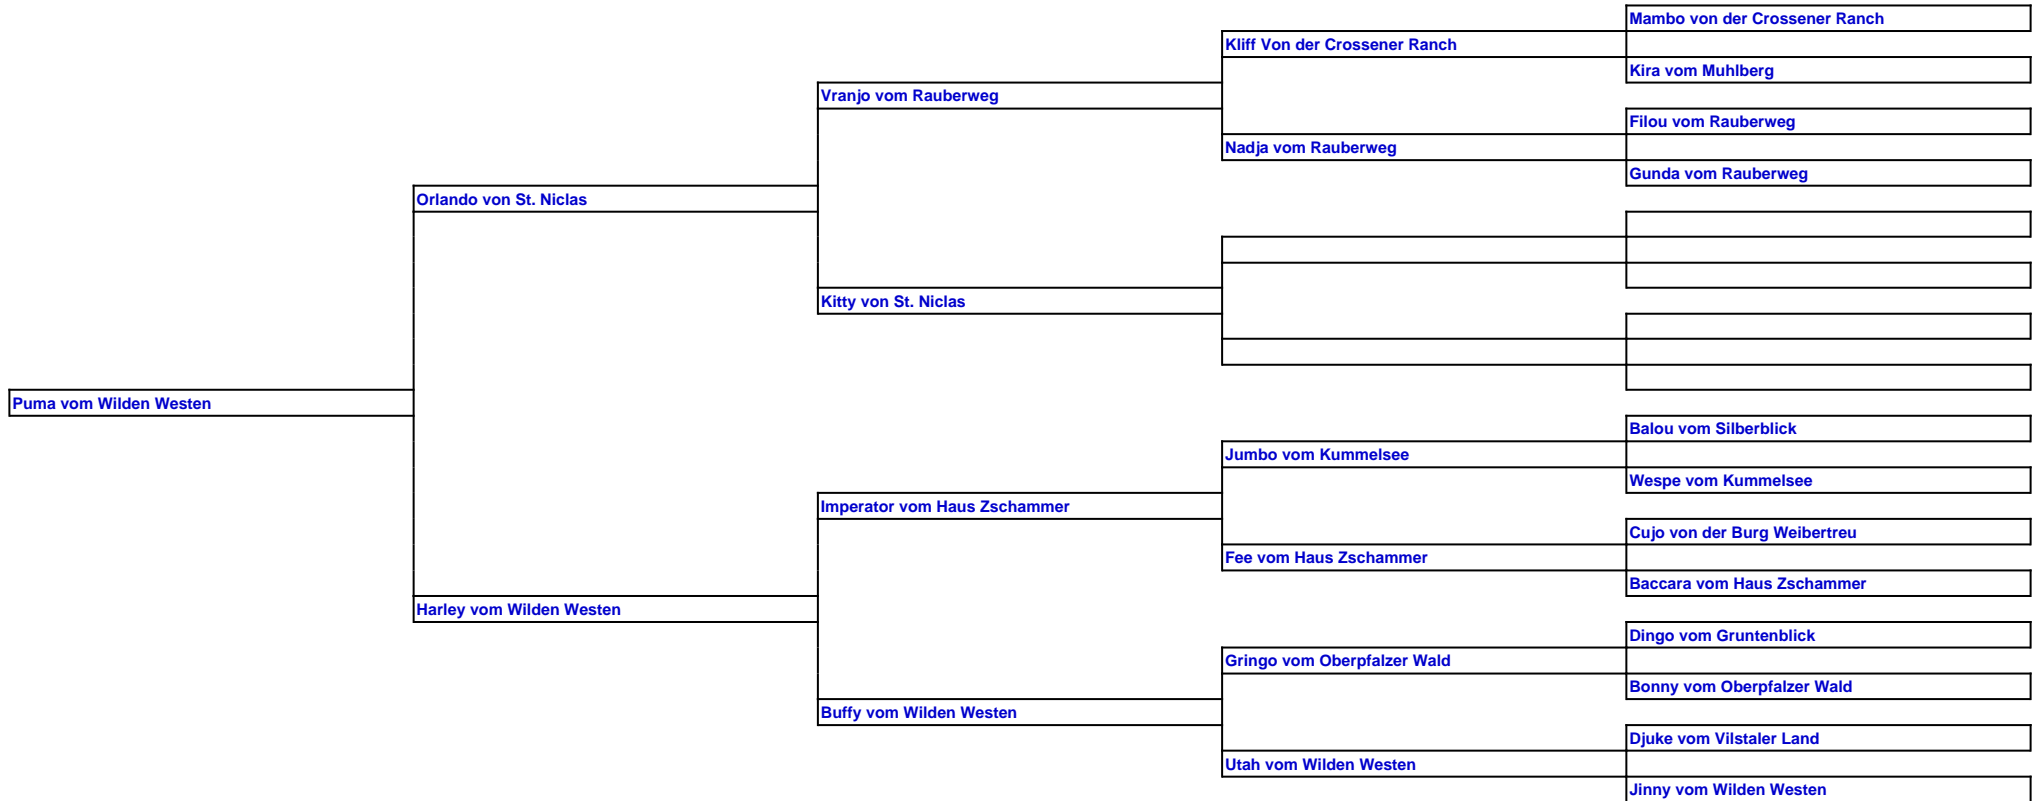 Mambo von der Crossener Ranch
Kliff Von der Crossener Ranch
Kira vom Muhlberg
Vranjo vom Rauberweg
Filou vom Rauberweg
Nadja vom Rauberweg
Gunda vom Rauberweg
Orlando von St. Niclas
Kitty von St. Niclas
Puma vom Wilden Westen
Balou vom Silberblick
Jumbo vom Kummelsee
Wespe vom Kummelsee
Imperator vom Haus Zschammer
Cujo von der Burg Weibertreu
Fee vom Haus Zschammer
Baccara vom Haus Zschammer
Harley vom Wilden Westen
Dingo vom Gruntenblick
Gringo vom Oberpfalzer Wald
Bonny vom Oberpfalzer Wald
Buffy vom Wilden Westen
Djuke vom Vilstaler Land
Utah vom Wilden Westen
Jinny vom Wilden Westen